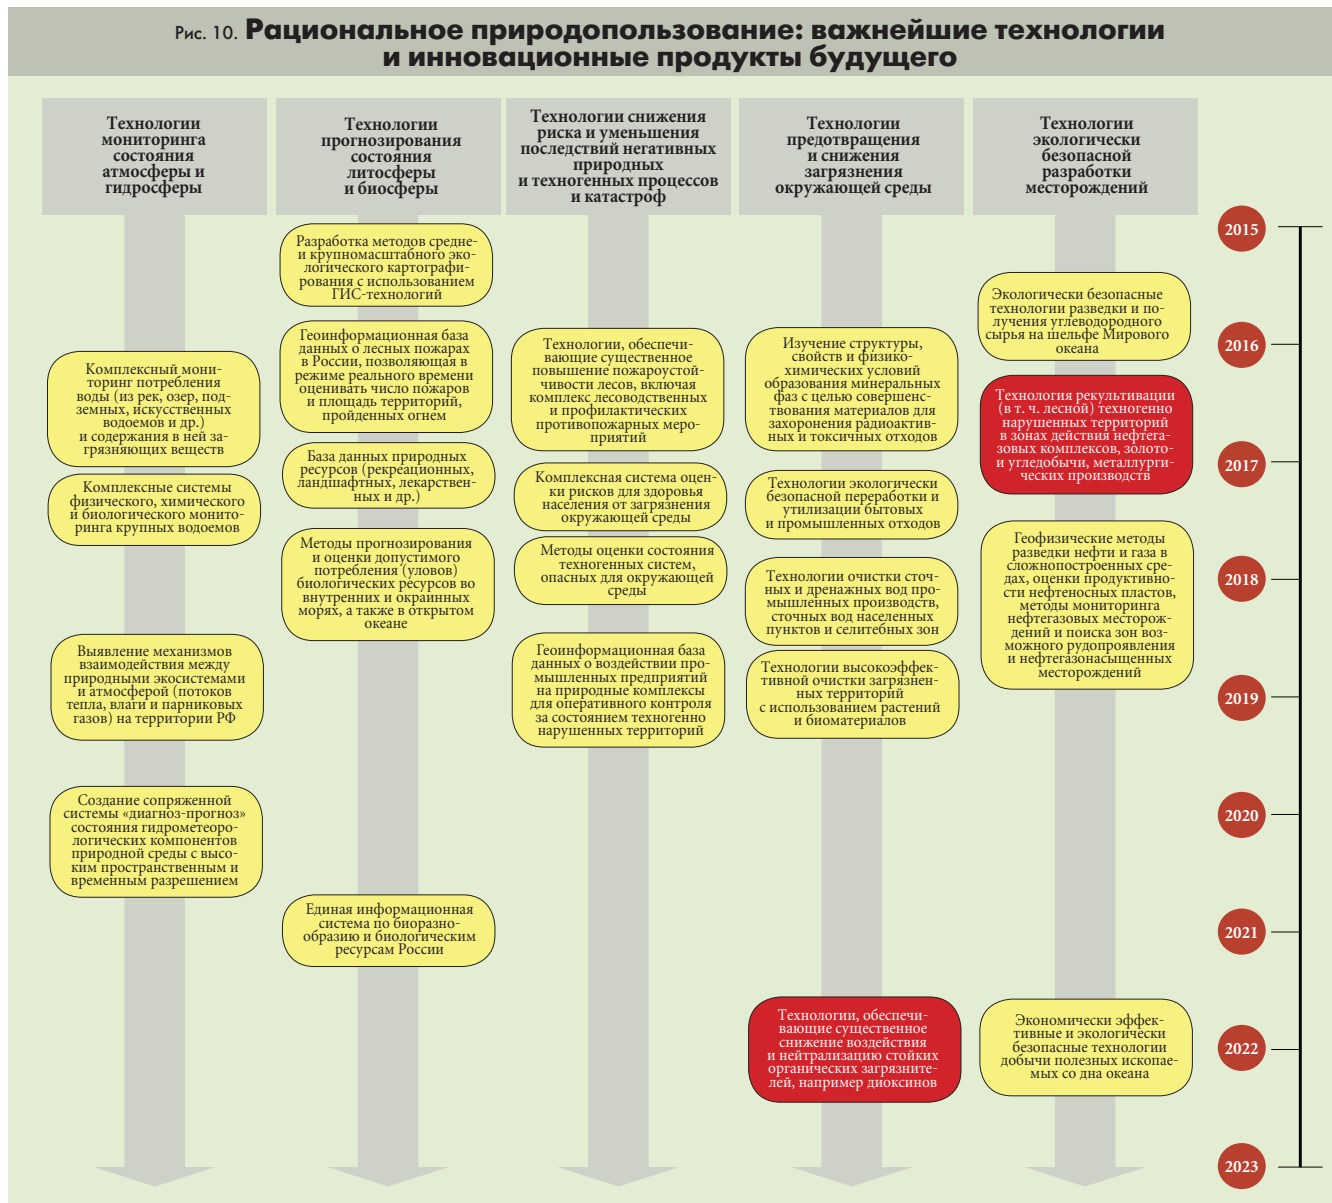 Рис. 10. Рациональное природопользование: важнейшие технологии
и инновационные продукты будущего
Технологии
мониторинга
состояния
атмосферы и
гидросферы
Комплексный мони-
торинг потребления
воды (из рек, озер, под-
земных, искусственных
водоемов и др.)
и содержания в ней за-
грязняющих веществ
Комплексные системы
физического, химического
и биологического монито-
ринга крупных водоемов
Выявление механизмов
взаимодействия между
природными экосистемами
и атмосферой (потоков
тепла, влаги и парниковых
газов) на территории РФ
Создание сопряженной
системы «диагноз-прогноз»
состояния гидрометеоро-
логических компонентов
природной среды с высо-
ким пространственным и
временным разрешением
Технологии
прогнозирования
состояния
литосферы
и биосферы
Разработка методов средне-
и крупномасштабного эко-
логического картографи-
рования с использованием
ГИС-технологий
Геоинформационная база
данных о лесных пожарах
в России, позволяющая в
режиме реального времени
оценивать число пожаров
и площадь территорий,
пройденных огнем
База данных природных
ресурсов (рекреационных,
ландшафтных, лекарствен-
ных и др.)
Методы прогнозирования
и оценки допустимого
потребления (уловов)
биологических ресурсов во
внутренних и окраинных
морях, а также в открытом
океане
Единая информационная
система по биоразно-
образию и биологическим
ресурсам России
Технологии снижения
риска и уменьшения
последствий негативных
природных
и техногенных процессов
и катастроф
Технологии, обеспечи-
вающие существенное
повышение пожароустой-
чивости лесов, включая
комплекс лесоводственных
и профилактических
противопожарных меро-
приятий
Комплексная система оцен-
ки рисков для здоровья
населения от загрязнения
окружающей среды
Методы оценки состояния
техногенных систем,
опасных для окружающей
среды
Геоинформационная база
данных о воздействии про-
мышленных предприятий
на природные комплексы
для оперативного контроля
за состоянием техногенно
нарушенных территорий
Технологии
предотвращения
и снижения
загрязнения
окружающей среды
Изучение структуры,
свойств и физико-
химических условий
образования минеральных
фаз с целью совершенс-
твования материалов для
захоронения радиоактив-
ных и токсичных отходов
Технологии экологически
безопасной переработки и
утилизации бытовых
и промышленных отходов
Технологии очистки сточ-
ных и дренажных вод про-
мышленных производств,
сточных вод населенных
пунктов и селитебных зон
Технологии высокоэффек-
тивной очистки загрязнен-
ных территорий
с использованием растений
и биоматериалов
Технологии, обеспечи-
вающие существенное
снижение воздействия
и нейтрализацию стойких
органических загрязните-
лей, например диоксинов
Технологии
экологически
безопасной
разработки
месторождений
Экологически безопасные
технологии разведки и по-
лучения углеводородного
сырья на шельфе Мирового
океана
Технология рекультивации
(в т. ч. лесной) техногенно
нарушенных территорий
в зонах действия нефтега-
зовых комплексов, золото-
и угледобычи, металлурги-
ческих производств
Геофизические методы
разведки нефти и газа в
сложнопостроенных сре-
дах, оценки продуктивно-
сти нефтеносных пластов,
методы мониторинга
нефтегазовых месторож-
дений и поиска зон воз-
можного рудопроявления
и нефтегазонасыщенных
месторождений
Экономически эффек-
тивные и экологически
безопасные технологии
добычи полезных ископае-
мых со дна океана
2015
2016
2017
2018
2019
2020
2021
2022
2023